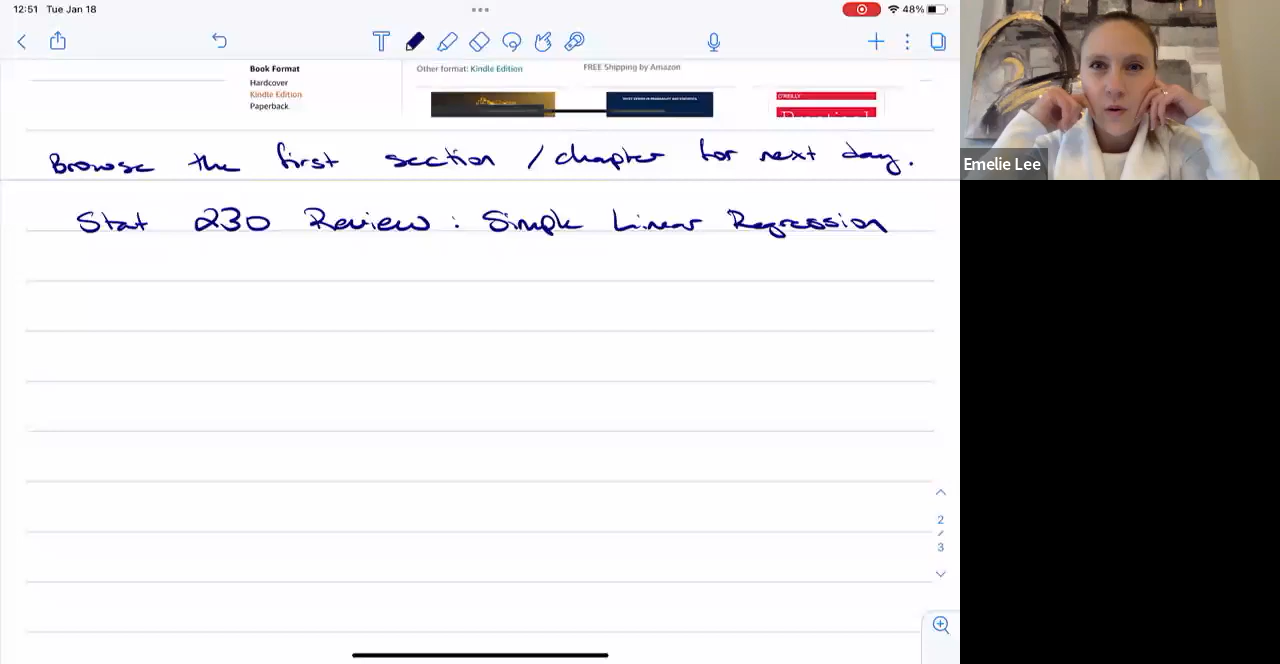 12:51 Tue Jan 18
48%
Book Format
Hardcover
Kindle Edition
Paperback
Other format: Kindle Edition
FREE Shipping by Amazon
O'REILLY
Practical
Browse the first section / chapter for next day.
Stat 230 Review : Simple Linear Regression
2
3
Emelie Lee